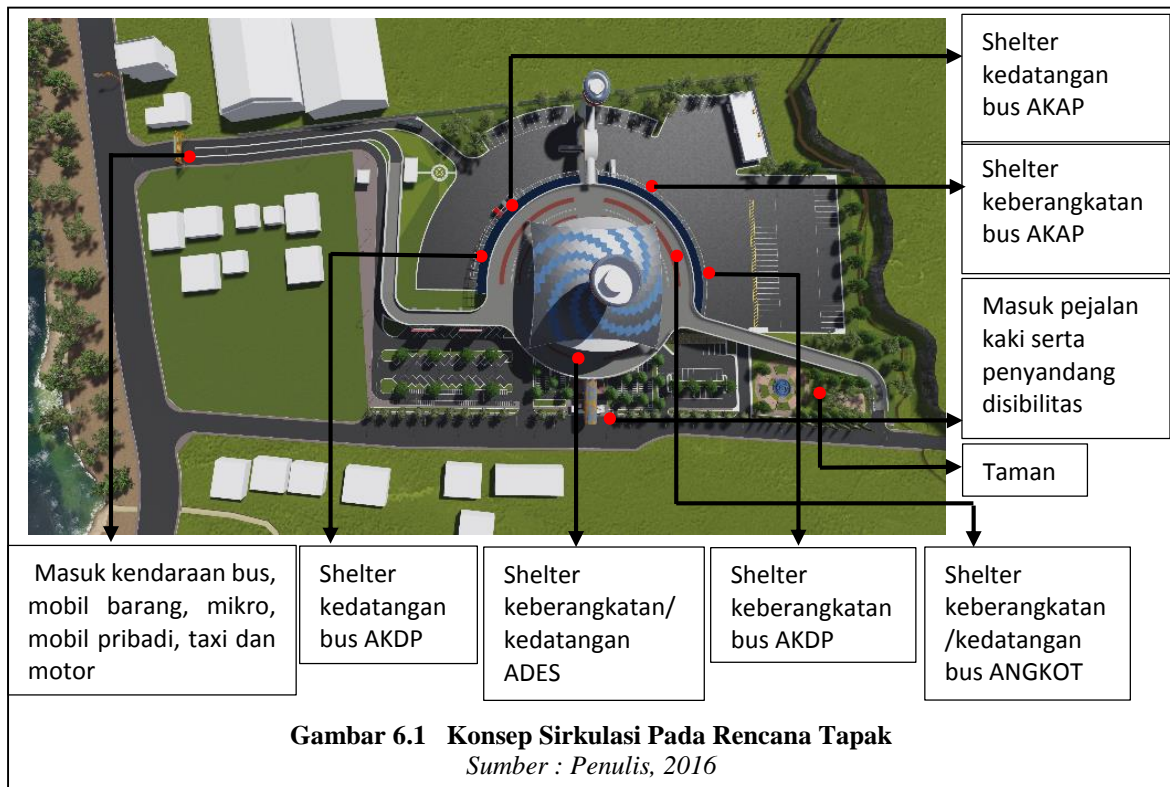 Shelter
kedatangan
bus AKAP
Shelter
keberangkatan
bus AKAP
Masuk pejalan
kaki serta
penyandang
disibilitas
Taman
Masuk kendaraan bus,
mobil barang, mikro,
mobil pribadi, taxi dan
motor
Shelter
kedatangan
bus AKDP
Shelter
keberangkatan/
kedatangan
ADES
Shelter
keberangkatan
bus AKDP
Shelter
keberangkatan
/kedatangan
bus ANGKOT
Gambar 6.1 Konsep Sirkulasi Pada Rencana Tapak
Sumber : Penulis, 2016